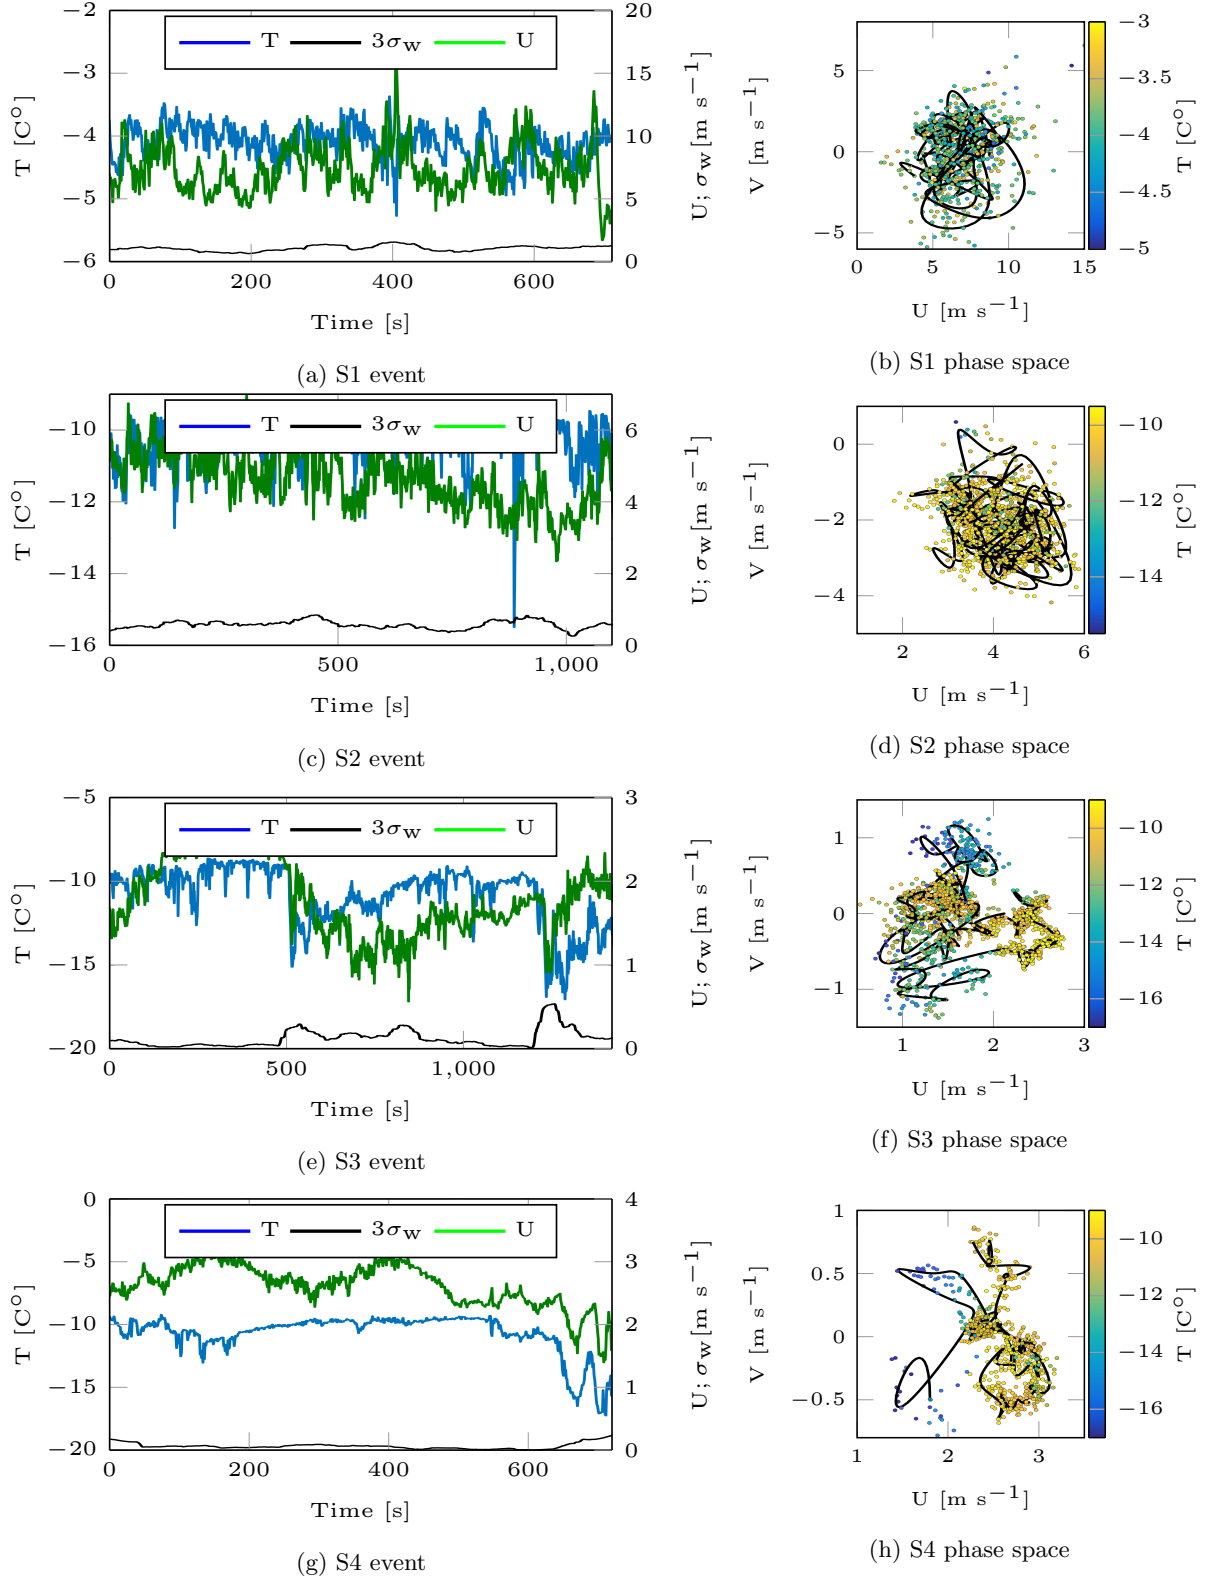 −2
−3
−4
−5
−6
T [C°]
T 3σw U
20
15
10
5
0
U; σw[m s−1]
0 200 400 600
Time [s]
(a) S1 event
5
0
−5
V [m s−1]
0 5 10 15
U [m s−1]
−3
−3.5
−4
−4.5
−5
T [C°]
(b) S1 phase space
−10
−12
−14
−16
T [C°]
T 3σw U
6
4
2
0
U; σw[m s−1]
0 500 1,000
Time [s]
(c) S2 event
0
−2
−4
V [m s−1]
2 4 6
U [m s−1]
−10
−12
−14
T [C°]
(d) S2 phase space
−5
−10
−15
−20
T [C°]
T 3σw U
3
2
1
0
U; σw[m s−1]
500 1,000
Time [s]
(e) S3 event
1
0
−1
V [m s−1]
1 2 3
U [m s−1]
−10
−12
−14
−16
T [C°]
(f) S3 phase space
0
−5
−10
−15
−20
T [C°]
T 3σw U
4
3
2
1
0
U; σw[m s−1]
0 200 400 600
Time [s]
(g) S4 event
1
0.5
0
−0.5
V [m s−1]
1 2 3
U [m s−1]
−10
−12
−14
−16
T [C°]
(h) S4 phase space